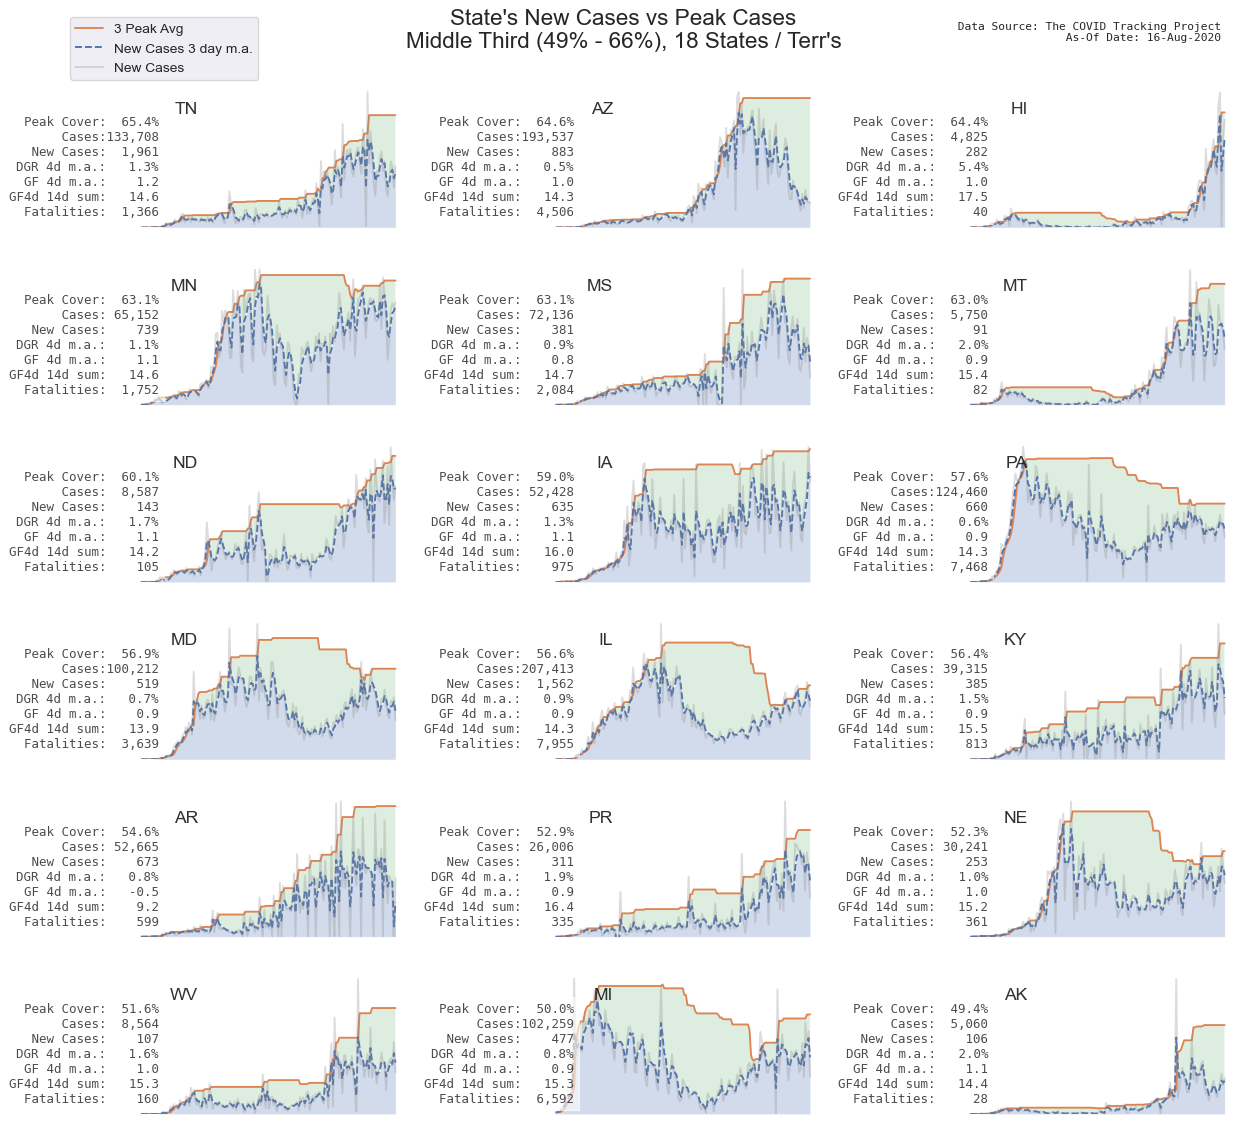 State's New Cases vs Peak Cases
Middle Third (49% - 66%), 18 States / Terr's
3 Peak Avg
New Cases 3 day m.a.
New Cases
Data Source: The COVID Tracking Project
As-Of Date: 16-Aug-2020
TN
Peak Cover: 65.4%
Cases:133,708
New Cases: 1,961
DGR 4d m.a.: 1.3%
GF 4d m.a.: 1.2
GF4d 14d sum: 14.6
Fatalities: 1,366
AZ
Peak Cover: 64.6%
Cases:193,537
New Cases: 883
DGR 4d m.a.: 0.5%
GF 4d m.a.: 1.0
GF4d 14d sum: 14.3
Fatalities: 4,506
HI
Peak Cover: 64.4%
Cases: 4,825
New Cases: 282
DGR 4d m.a.: 5.4%
GF 4d m.a.: 1.0
GF4d 14d sum: 17.5
Fatalities: 40
MN
Peak Cover: 63.1%
Cases: 65,152
New Cases: 739
DGR 4d m.a.: 1.1%
GF 4d m.a.: 1.1
GF4d 14d sum: 14.6
Fatalities: 1,752
MS
Peak Cover: 63.1%
Cases: 72,136
New Cases: 381
DGR 4d m.a.: 0.9%
GF 4d m.a.: 0.8
GF4d 14d sum: 14.7
Fatalities: 2,084
MT
Peak Cover: 63.0%
Cases: 5,750
New Cases: 91
DGR 4d m.a.: 2.0%
GF 4d m.a.: 0.9
GF4d 14d sum: 15.4
Fatalities: 82
ND
Peak Cover: 60.1%
Cases: 8,587
New Cases: 143
DGR 4d m.a.: 1.7%
GF 4d m.a.: 1.1
GF4d 14d sum: 14.2
Fatalities: 105
IA
Peak Cover: 59.0%
Cases: 52,428
New Cases: 635
DGR 4d m.a.: 1.3%
GF 4d m.a.: 1.1
GF4d 14d sum: 16.0
Fatalities: 975
PA
Peak Cover: 57.6%
Cases:124,460
New Cases: 660
DGR 4d m.a.: 0.6%
GF 4d m.a.: 0.9
GF4d 14d sum: 14.3
Fatalities: 7,468
MD
Peak Cover: 56.9%
Cases:100,212
New Cases: 519
DGR 4d m.a.: 0.7%
GF 4d m.a.: 0.9
GF4d 14d sum: 13.9
Fatalities: 3,639
IL
Peak Cover: 56.6%
Cases:207,413
New Cases: 1,562
DGR 4d m.a.: 0.9%
GF 4d m.a.: 0.9
GF4d 14d sum: 14.3
Fatalities: 7,955
KY
Peak Cover: 56.4%
Cases: 39,315
New Cases: 385
DGR 4d m.a.: 1.5%
GF 4d m.a.: 0.9
GF4d 14d sum: 15.5
Fatalities: 813
AR
Peak Cover: 54.6%
Cases: 52,665
New Cases: 673
DGR 4d m.a.: 0.8%
GF 4d m.a.: -0.5
GF4d 14d sum: 9.2
Fatalities: 599
PR
Peak Cover: 52.9%
Cases: 26,006
New Cases: 311
DGR 4d m.a.: 1.9%
GF 4d m.a.: 0.9
GF4d 14d sum: 16.4
Fatalities: 335
NE
Peak Cover: 52.3%
Cases: 30,241
New Cases: 253
DGR 4d m.a.: 1.0%
GF 4d m.a.: 1.0
GF4d 14d sum: 15.2
Fatalities: 361
WV
Peak Cover: 51.6%
Cases: 8,564
New Cases: 107
DGR 4d m.a.: 1.6%
GF 4d m.a.: 1.0
GF4d 14d sum: 15.3
Fatalities: 160
MI
Peak Cover: 50.0%
Cases:102,259
New Cases: 477
DGR 4d m.a.: 0.8%
GF 4d m.a.: 0.9
GF4d 14d sum: 15.3
Fatalities: 6,592
AK
Peak Cover: 49.4%
Cases: 5,060
New Cases: 106
DGR 4d m.a.: 2.0%
GF 4d m.a.: 1.1
GF4d 14d sum: 14.4
Fatalities: 28